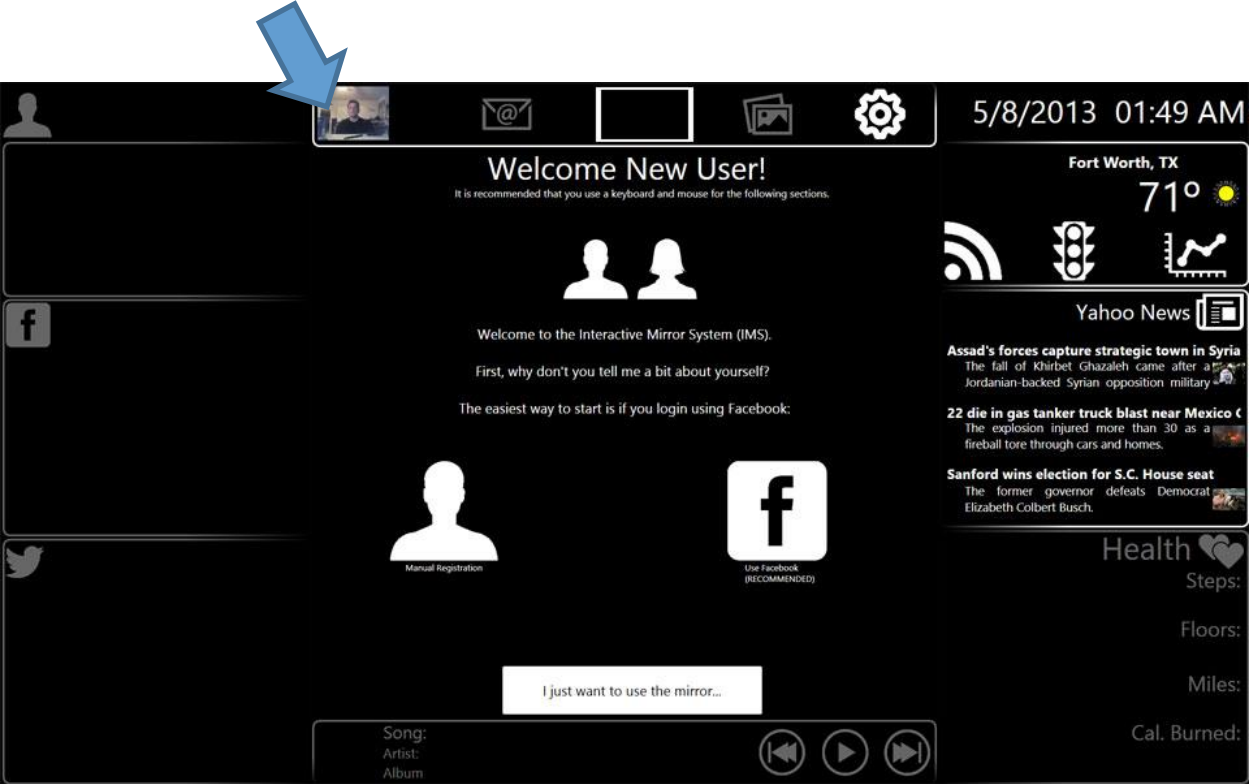 5/8/2013 01:49 AM
Welcome New User!
It is recommended that you use a keyboard and mouse for the following sections.
Welcome to the Interactive Mirror System (IMS).
First, why don't you tell me a bit about yourself?
The easiest way to start is if you login using Facebook:
Manual Registration
Use Facebook
(RECOMMENDED)
I just want to use the mirror...
Song:
Artist:
Album
Fort Worth, TX
71°
Yahoo News
Assad's forces capture strategic town in Syria
The fall of Khirbet Ghazaleh came after a
Jordanian-backed Syrian opposition military
22 die in gas tanker truck blast near Mexico
The explosion injured more than 30 as a
fireball tore through cars and homes.
Sanford wins election for S.C. House seat
The former governor defeats Democrat
Elizabeth Colbert Busch.
Health
Steps:
Floors:
Miles:
Cal. Burned: